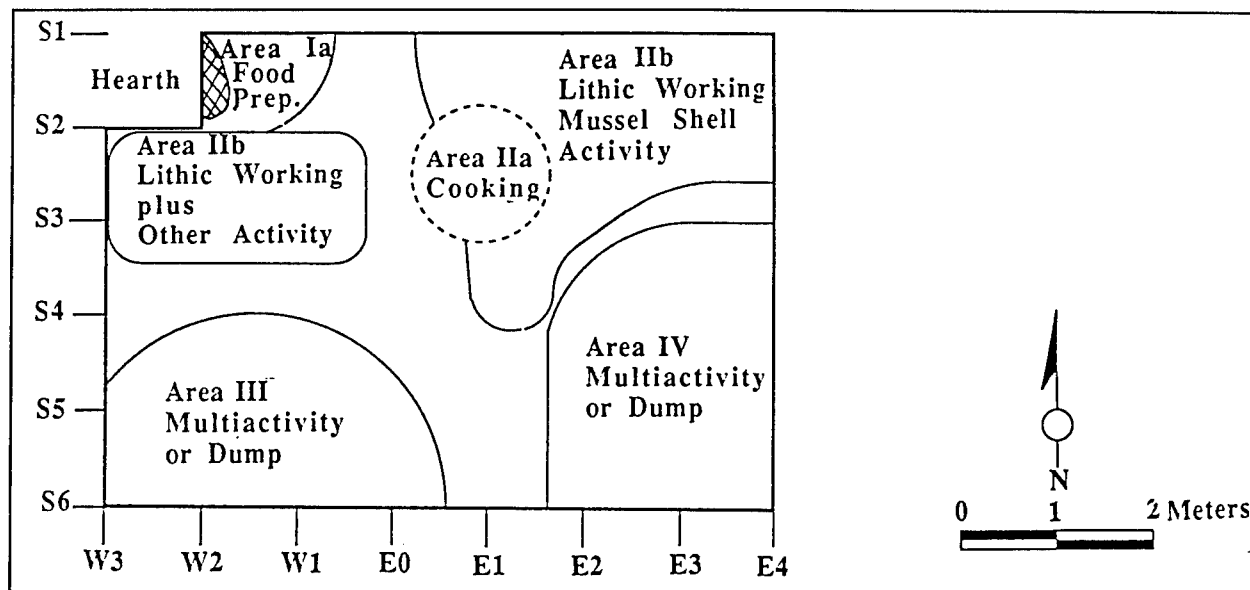 S1
S2
S3
S4
S5
S6
Hearth
Area Ia
Food
Prep.
Area IIb
Lithic Working
Mussel Shell
Activity
Area IIb
Lithic Working
plus
Other Activity
Area IIa
Cooking
Area III
Multiactivity
or Dump
Area IV
Multiactivity
or Dump
W3 W2 W1 E0 E1 E2 E3 E4
N
0 1 2 Meters